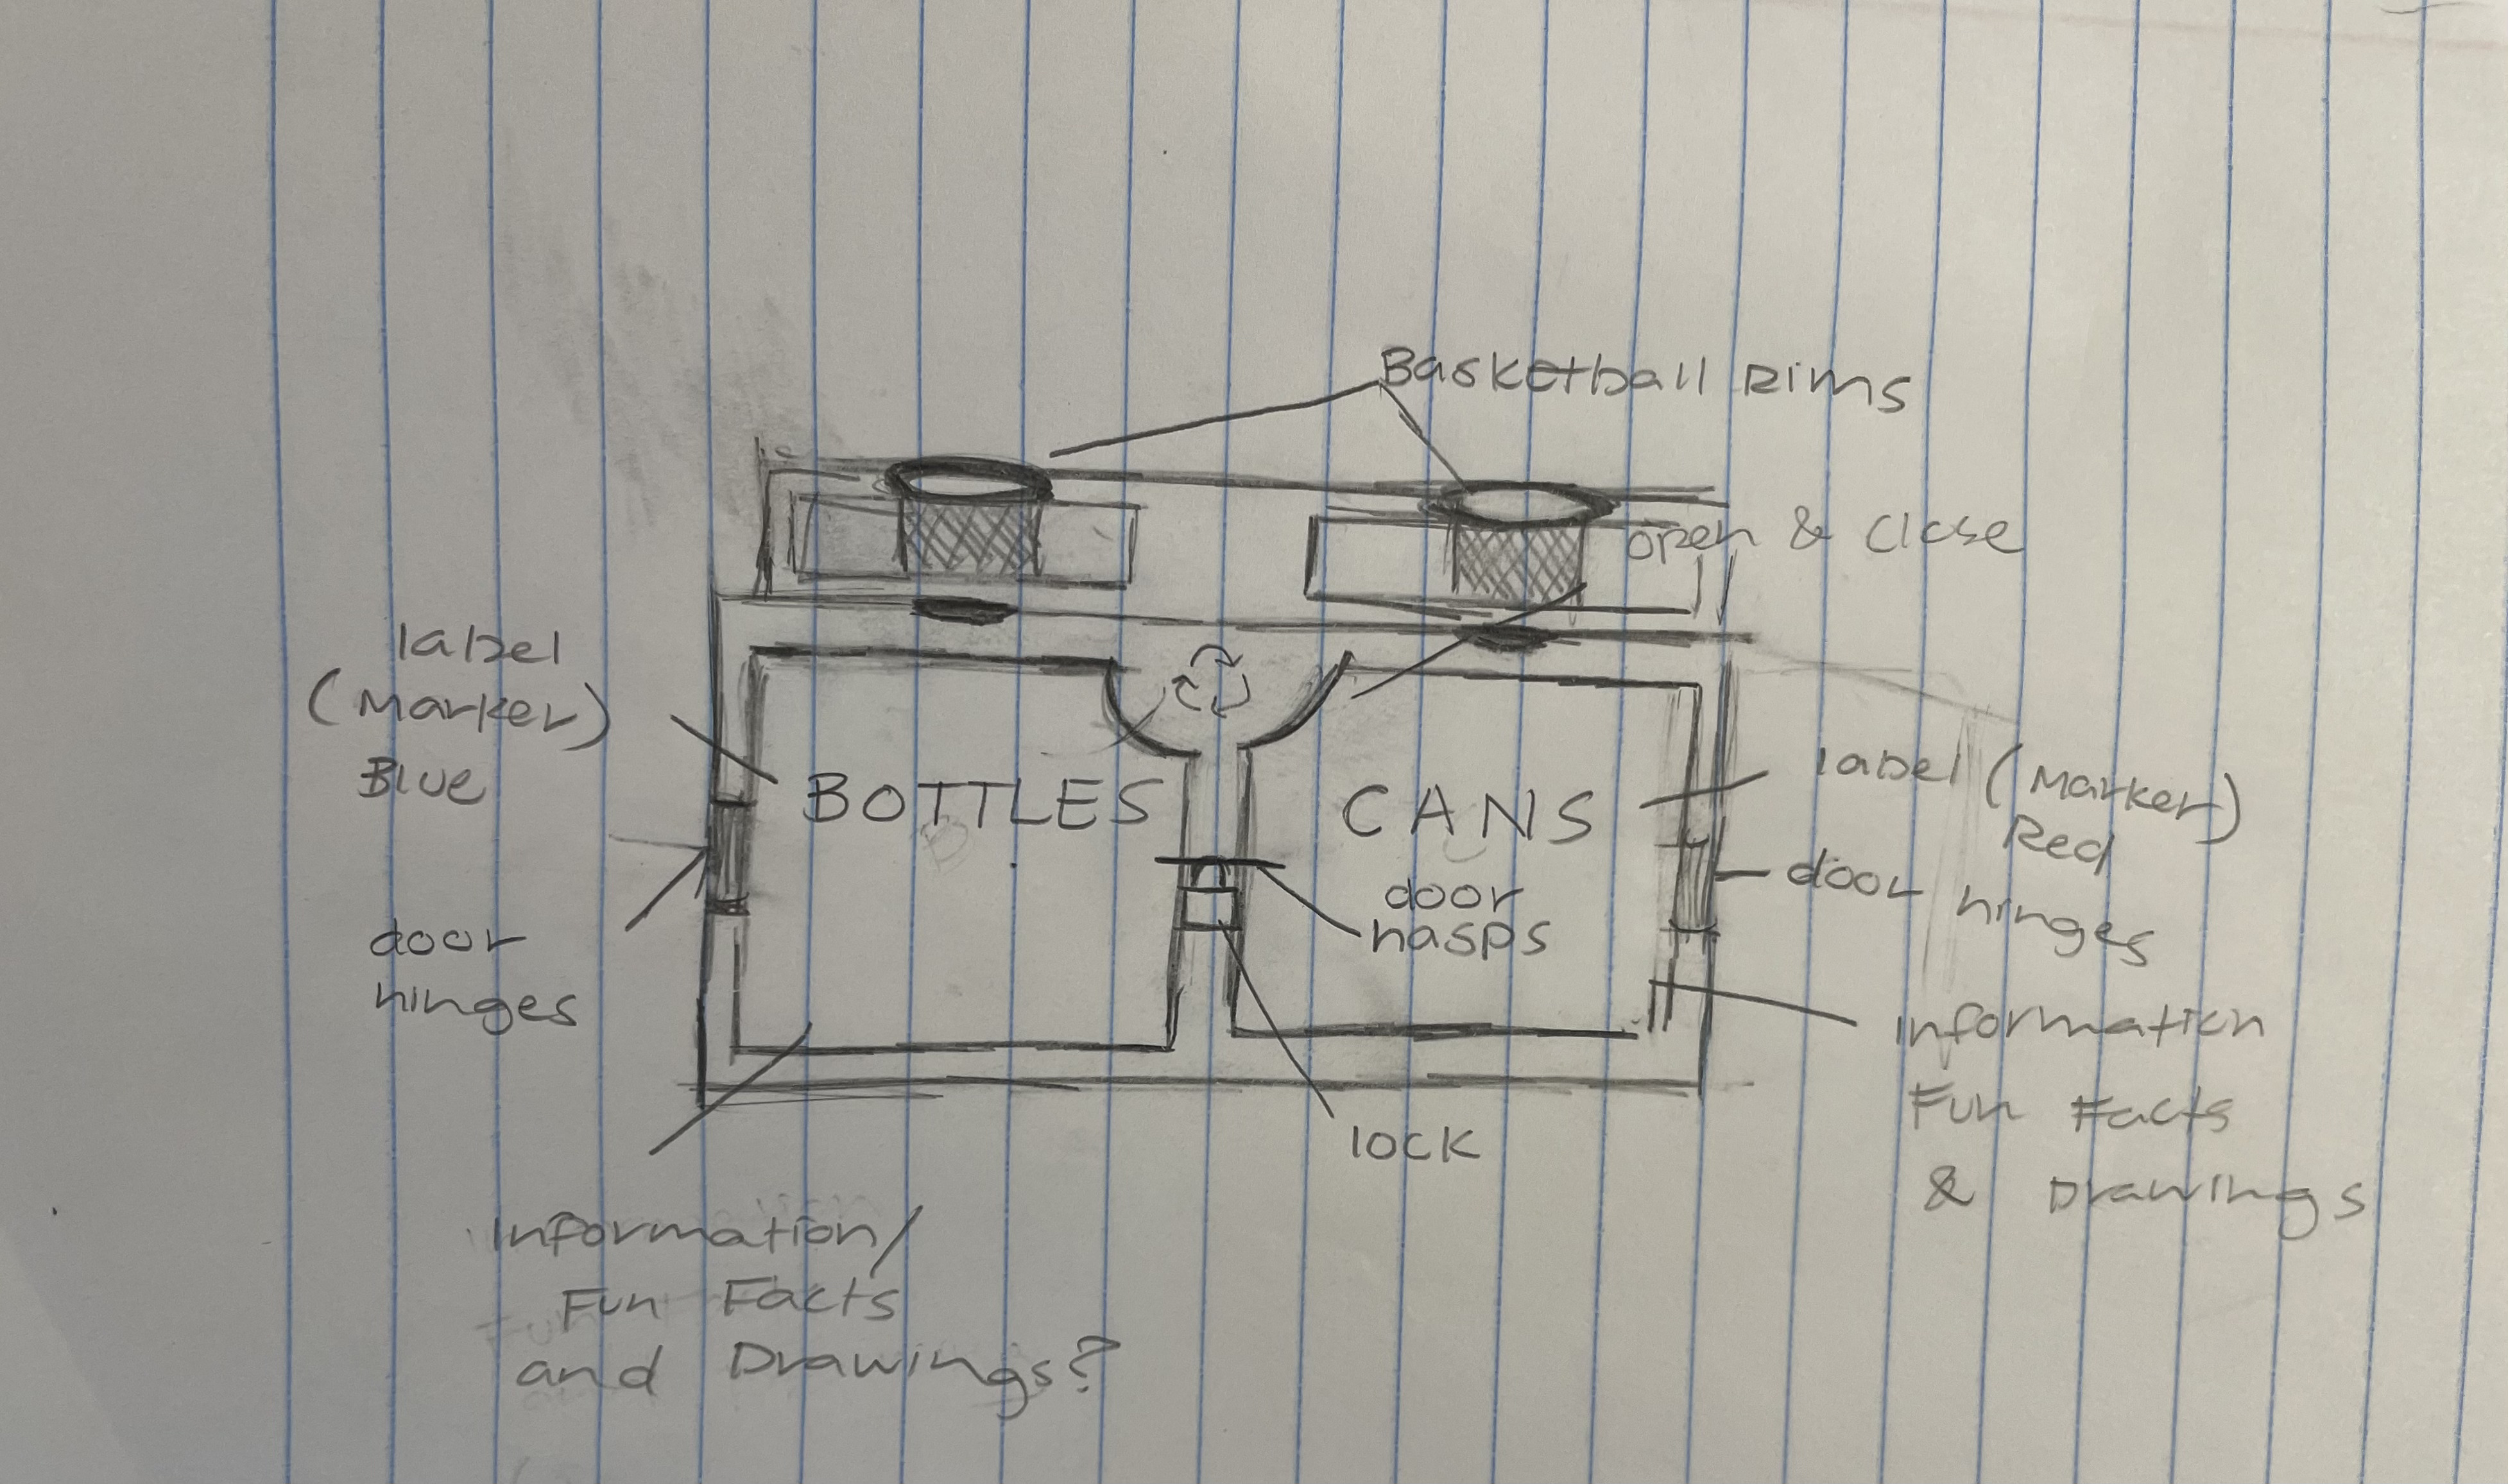 Basketball Rims
open & close
label
(Marker)
Blue
BOTTLES
CANS
label (Marker)
Red
door
hinges
door
hasps
door hinges
lock
Information
Fun Facts
& Drawings
Information/
Fun Facts
and Drawings?